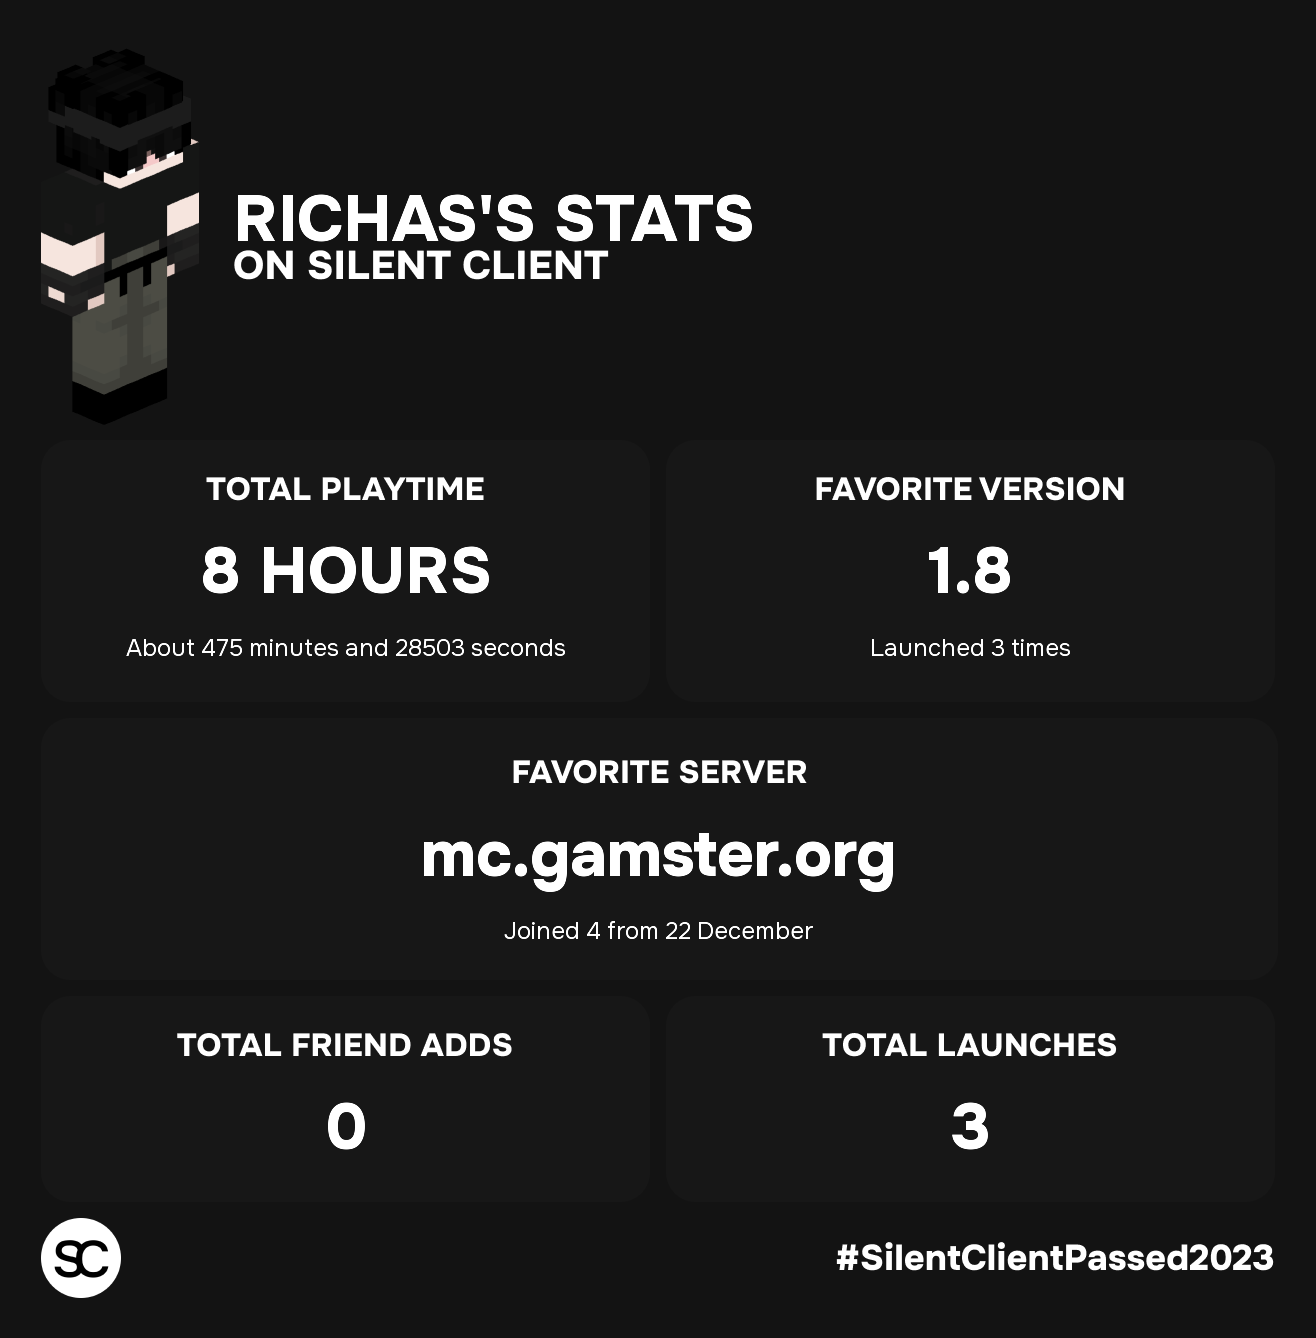 RICHAS'S STATS
ON SILENT CLIENT
TOTAL PLAYTIME
8 HOURS
About 475 minutes and 28503 seconds
FAVORITE VERSION
1.8
Launched 3 times
FAVORITE SERVER
mc.gamster.org
Joined 4 from 22 December
TOTAL FRIEND ADDS
0
TOTAL LAUNCHES
3
SC
#SilentClientPassed2023